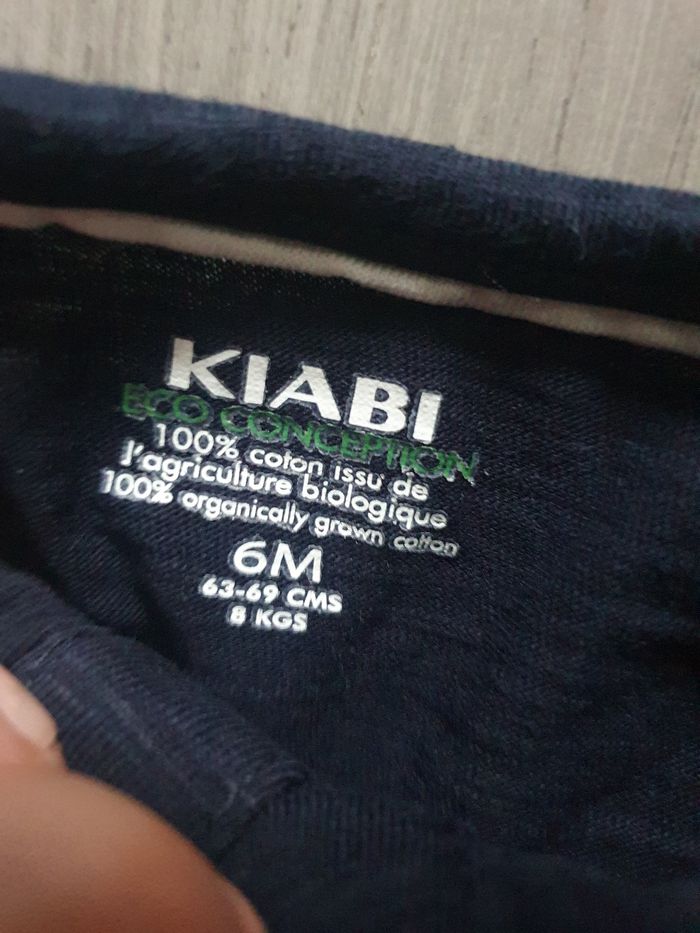 KIABI
ECO CONCEPTION
100% coton issu de
l'agriculture biologique
100% organically grown cotton
6M
63-69 CMS
8 KGS